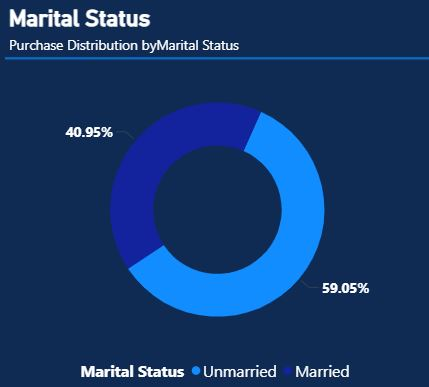 Marital Status
Purchase Distribution byMarital Status
40.95%
59.05%
Marital Status Unmarried Married